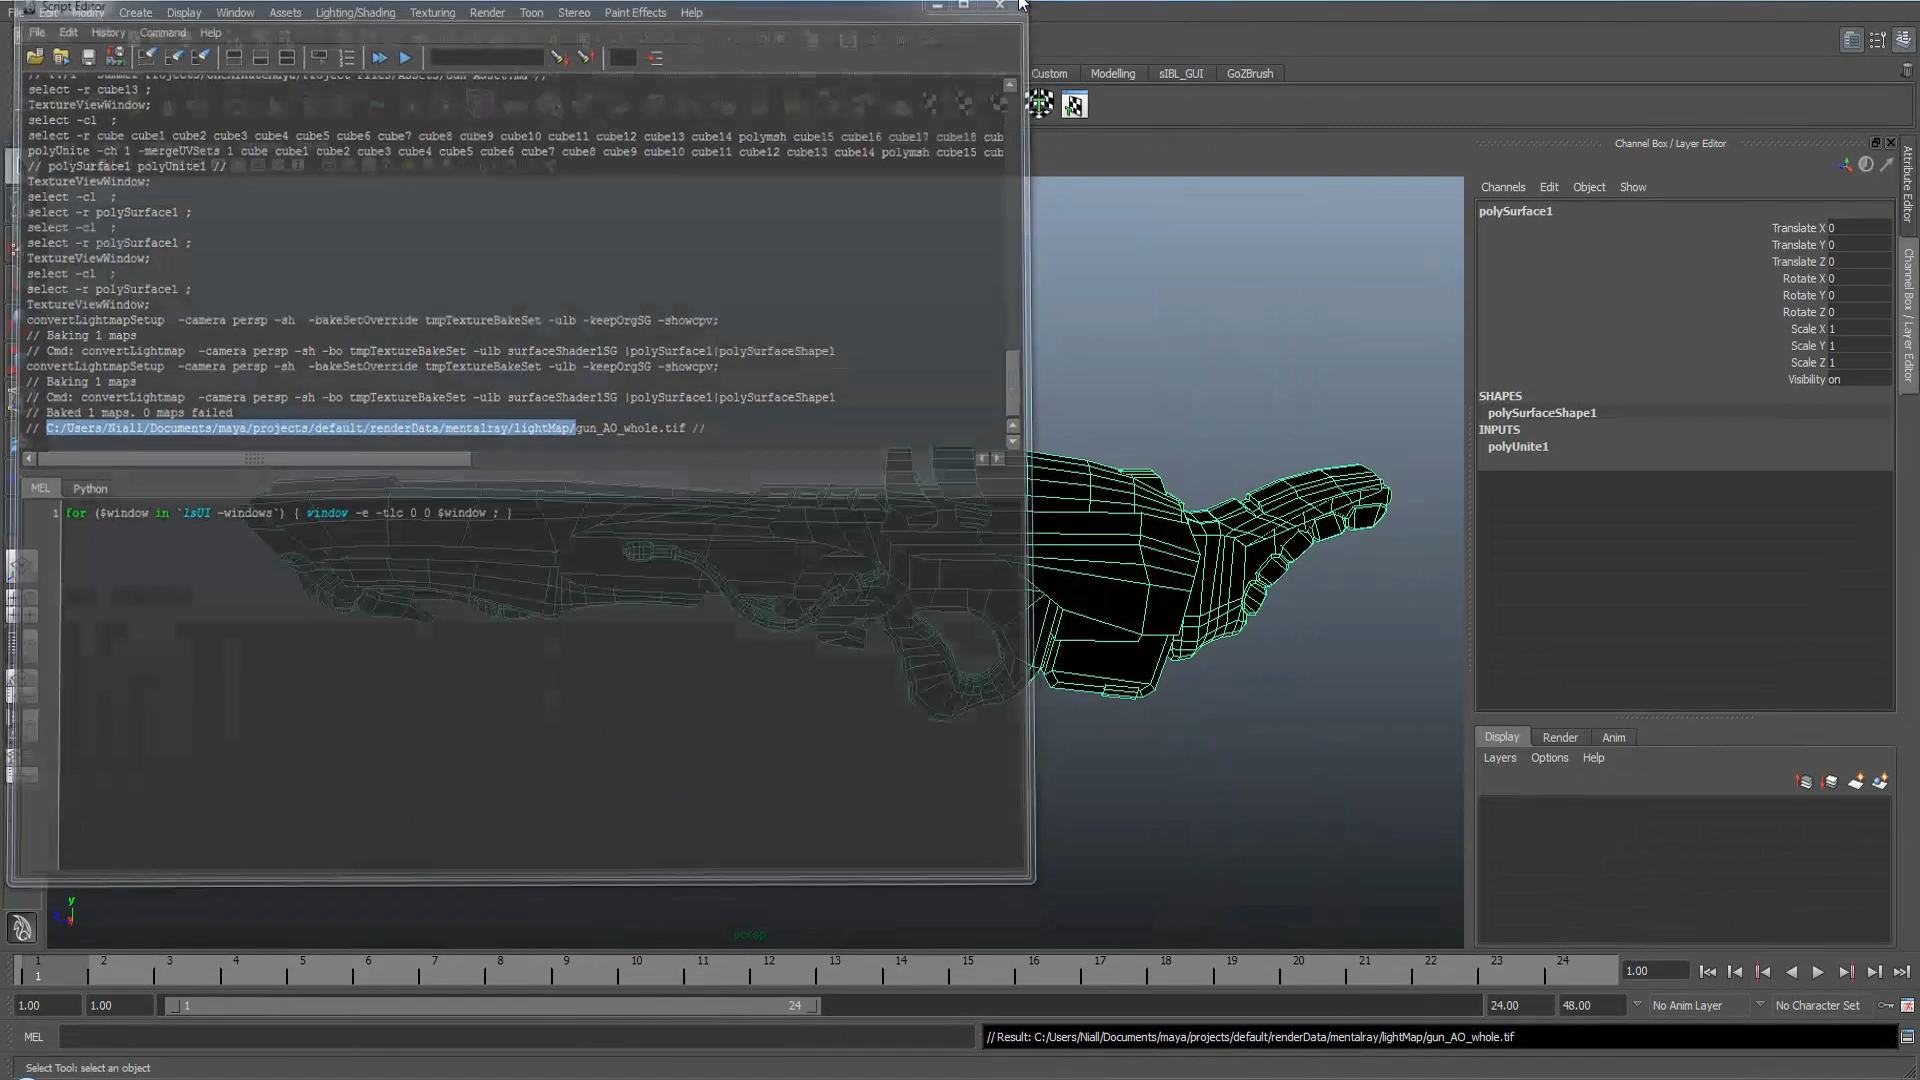 Script Editor
Modify Create Display Window Assets Lighting/Shading Texturing Render Toon Stereo Paint Effects Help
File Edit History Command Help
Custom Modelling sIBL_GUI GoZBrush
select -r cube13 ;
TextureViewWindow;
select -cl  ;
select -r cube cube1 cube2 cube3 cube4 cube5 cube6 cube7 cube8 cube9 cube10 cube11 cube12 cube13 cube14 polymsh cube15 cube16 cube17 cube18 cub
polyUnite -ch 1 -mergeUVSets 1 cube cube1 cube2 cube3 cube4 cube5 cube6 cube7 cube8 cube9 cube10 cube11 cube12 cube13 cube14 polymsh cube15 cub
// polySurface1 polyUnite1 //
TextureViewWindow;
select -cl  ;
select -r polySurface1 ;
select -cl  ;
select -r polySurface1 ;
TextureViewWindow;
select -cl  ;
select -r polySurface1 ;
TextureViewWindow;
convertLightmapSetup  -camera persp -sh  -bakeSetOverride tmpTextureBakeSet -ulb -keepOrgSG -showcpv;
// Baking 1 maps
// Cmd: convertLightmap  -camera persp -sh -bo tmpTextureBakeSet -ulb surfaceShader1SG |polySurface1|polySurfaceShape1
convertLightmapSetup  -camera persp -sh  -bakeSetOverride tmpTextureBakeSet -ulb -keepOrgSG -showcpv;
// Baking 1 maps
// Cmd: convertLightmap  -camera persp -sh -bo tmpTextureBakeSet -ulb surfaceShader1SG |polySurface1|polySurfaceShape1
// Baked 1 maps. 0 maps failed
// C:/Users/Niall/Documents/maya/projects/default/renderData/mentalray/lightMap/gun_AO_whole.tif //
MEL Python
1 for ($window in `lsUI -windows`) { window -e -tlc 0 0 $window ; }
y
persp
Channel Box / Layer Editor
Channels Edit Object Show
polySurface1
Translate X 0
Translate Y 0
Translate Z 0
Rotate X 0
Rotate Y 0
Rotate Z 0
Scale X 1
Scale Y 1
Scale Z 1
Visibility on
SHAPES
polySurfaceShape1
INPUTS
polyUnite1
Attribute Editor
Channel Box / Layer Editor
Display Render Anim
Layers Options Help
1 2 3 4 5 6 7 8 9 10 11 12 13 14 15 16 17 18 19 20 21 22 23 24
1
1.00
1.00 1.00 1 24 24.00 48.00 No Anim Layer No Character Set
MEL
// Result: C:/Users/Niall/Documents/maya/projects/default/renderData/mentalray/lightMap/gun_AO_whole.tif
Select Tool: select an object